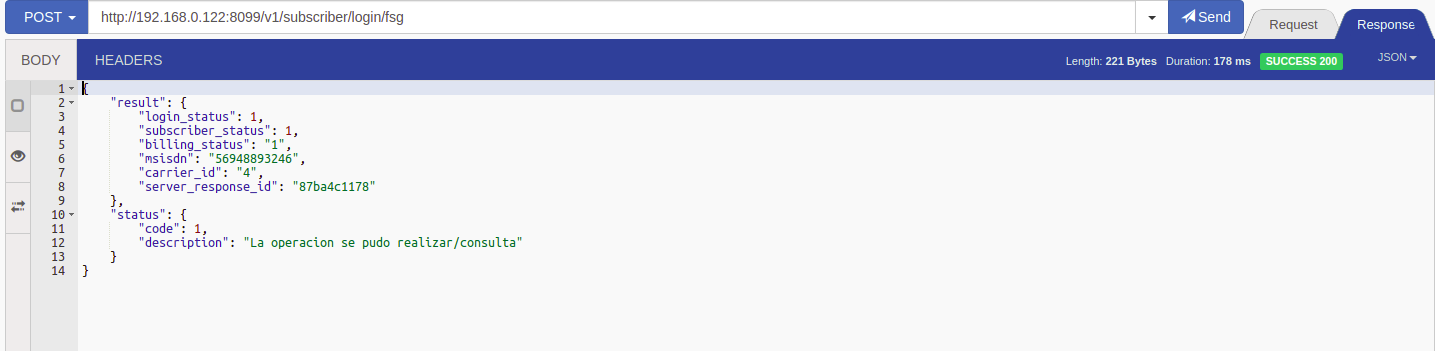 POST http://192.168.0.122:8099/v1/subscriber/login/fsg Send Request Response
BODY HEADERS Length: 221 Bytes Duration: 178 ms SUCCESS 200 JSON
1 {
2 "result": {
3 "login_status": 1,
4 "subscriber_status": 1,
5 "billing_status": "1",
6 "msisdn": "56948893246",
7 "carrier_id": "4",
8 "server_response_id": "87ba4c1178"
9 },
10 "status": {
11 "code": 1,
12 "description": "La operacion se pudo realizar/consulta"
13 }
14 }